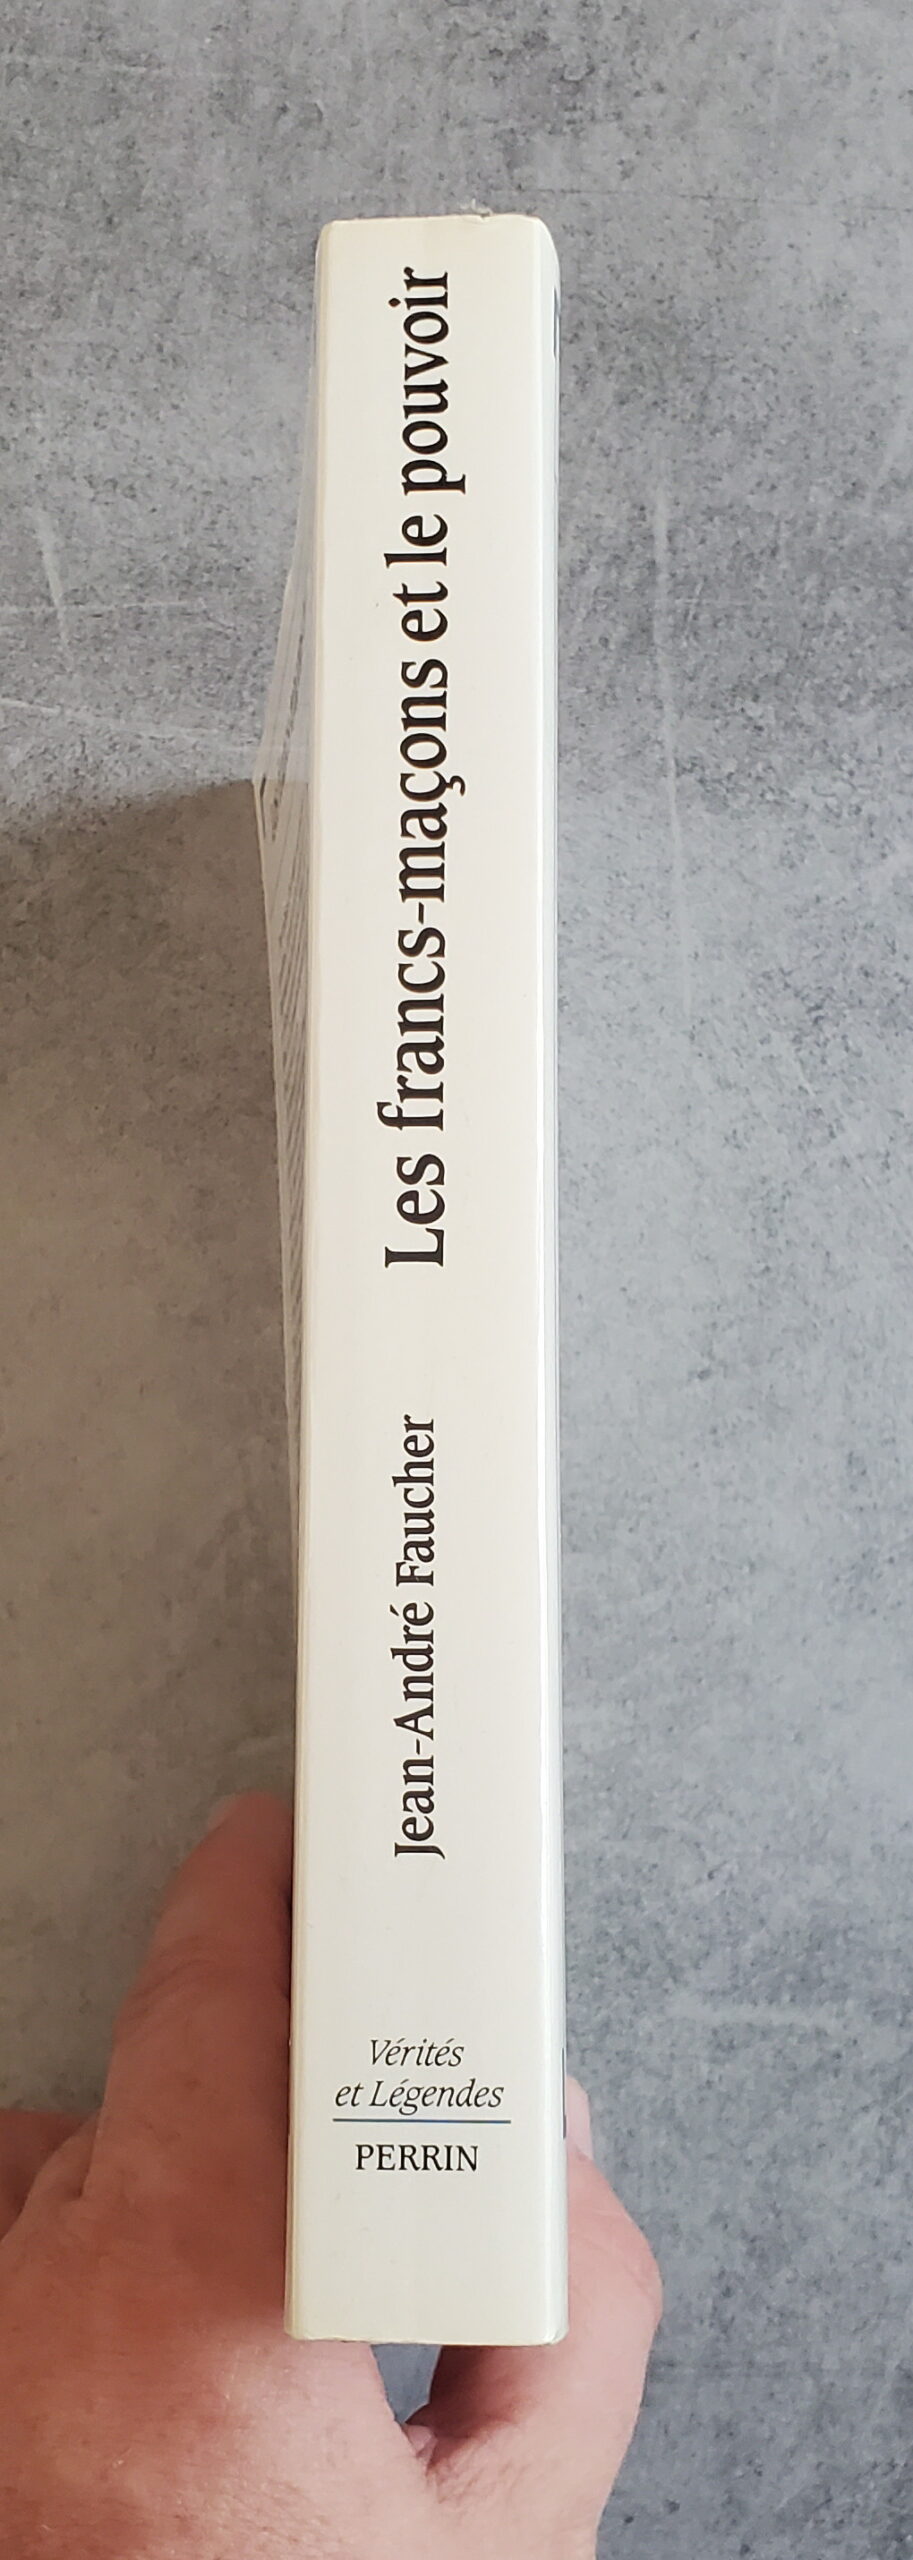 Les francs-maçons et le pouvoir
Jean-André Faucher
Vérités
et Légendes
PERRIN